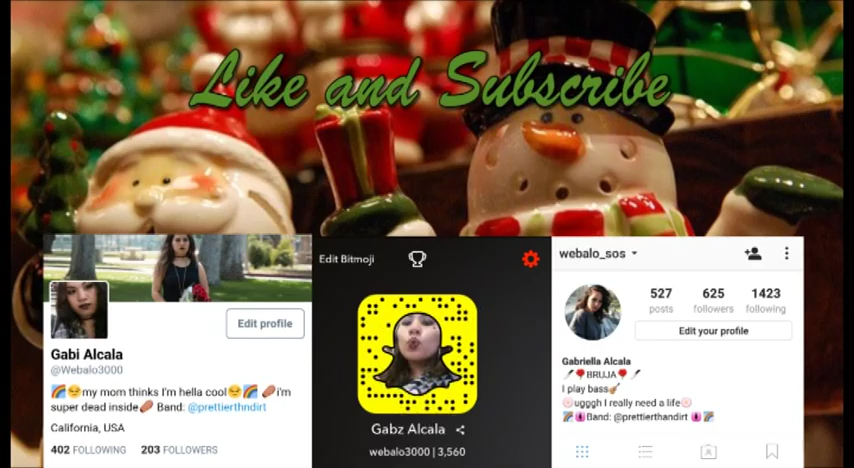 Like and Subscribe
Edit profile
Gabi Alcala
@Webalo3000
🌈😏my mom thinks I'm hella cool😏🌈 ⚰️i'm
super dead inside⚰️ Band: @prettierthndirt
California, USA
402 FOLLOWING 203 FOLLOWERS
Edit Bitmoji
Gabz Alcala
webalo3000 | 3,560
webalo_sos
527 625 1423
posts followers following
Edit your profile
Gabriella Alcala
🥀BRUJA🥀
I play bass🎸
ugggh I really need a life
Band: @prettierthandirt